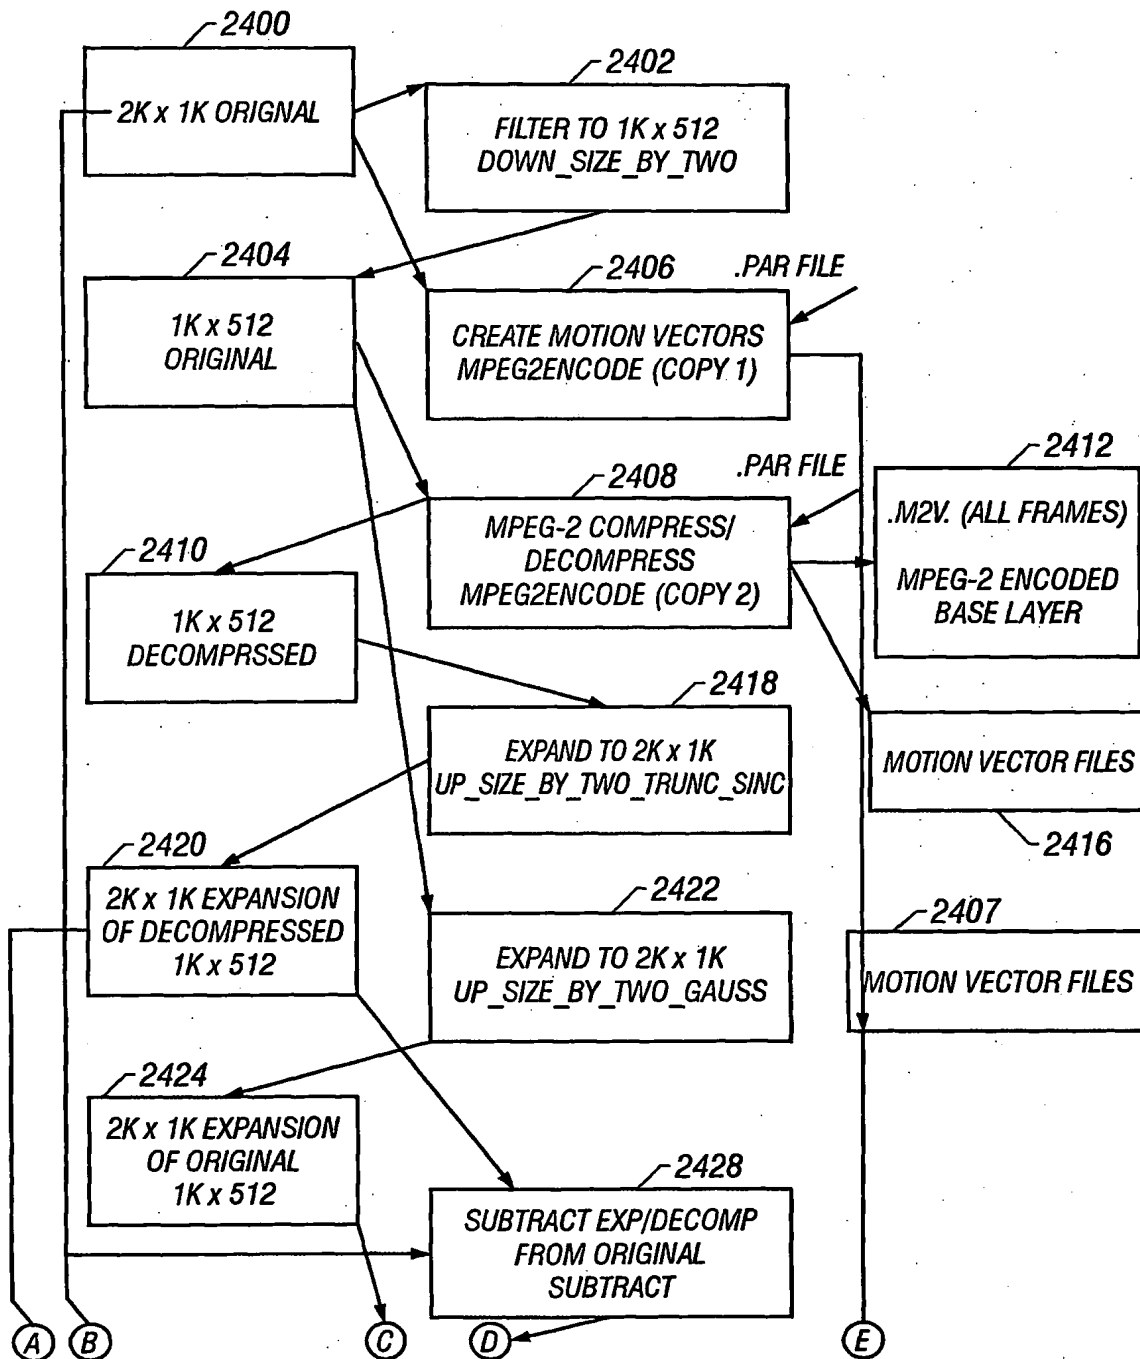 2400
2K x 1K ORIGNAL
2402
FILTER TO 1K x 512
DOWN_SIZE_BY_TWO
2404
1K x 512
ORIGINAL
2406
.PAR FILE
CREATE MOTION VECTORS
MPEG2ENCODE (COPY 1)
2408
.PAR FILE
MPEG-2 COMPRESS/
DECOMPRESS
MPEG2ENCODE (COPY 2)
2412
.M2V. (ALL FRAMES)
MPEG-2 ENCODED
BASE LAYER
2410
1K x 512
DECOMPRSSED
2418
EXPAND TO 2K x 1K
UP_SIZE_BY_TWO_TRUNC_SINC
MOTION VECTOR FILES
2416
2420
2K x 1K EXPANSION
OF DECOMPRESSED
1K x 512
2422
EXPAND TO 2K x 1K
UP_SIZE_BY_TWO_GAUSS
2407
MOTION VECTOR FILES
2424
2K x 1K EXPANSION
OF ORIGINAL
1K x 512
2428
SUBTRACT EXP/DECOMP
FROM ORIGINAL
SUBTRACT
A
B
C
D
E